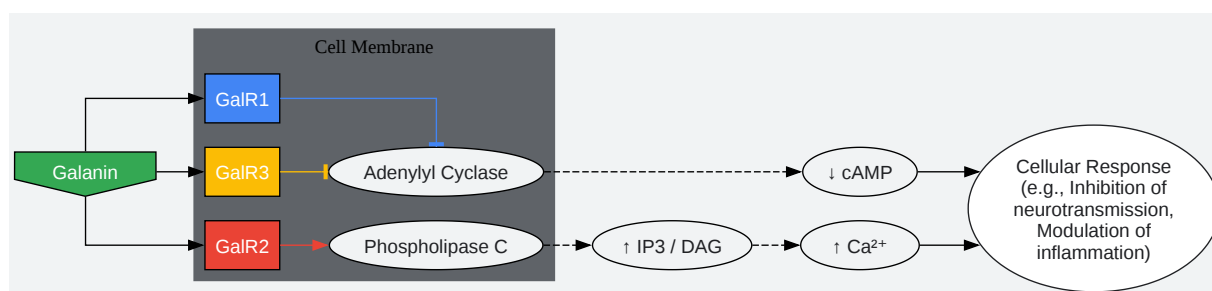 Cell Membrane
GalR1
Galanin
GalR3
Adenylyl Cyclase
↓ cAMP
GalR2
Phospholipase C
↑ IP3 / DAG
↑ Ca²⁺
Cellular Response
(e.g., Inhibition of
neurotransmission,
Modulation of
inflammation)